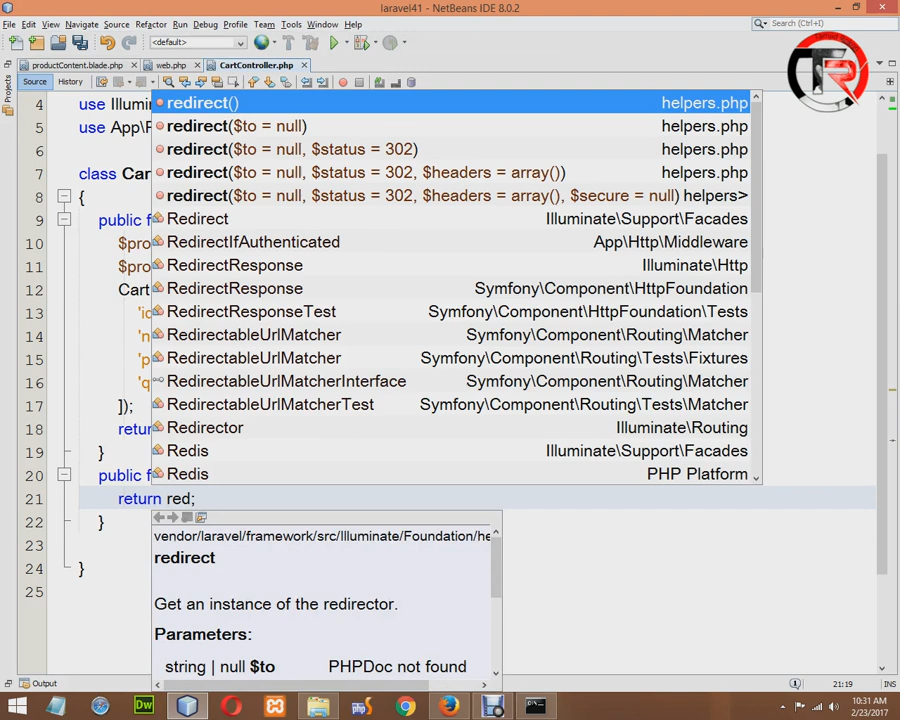 laravel41 - NetBeans IDE 8.0.2
File Edit View Navigate Source Refactor Run Debug Profile Team Tools Window Help
Search (Ctrl+I)
<default>
productContent.blade.php web.php CartController.php
Source History
Projects
4 use Illumin
5 use App\P
6
7 class Car
8 {
9 public f
10 $pro
11 $pro
12 Cart
13 'id
14 'n
15 'p
16 'q
17 ]);
18 retur
19 }
20 public f
21 return red;
22 }
23
24 }
25
redirect() helpers.php
redirect($to = null) helpers.php
redirect($to = null, $status = 302) helpers.php
redirect($to = null, $status = 302, $headers = array()) helpers.php
redirect($to = null, $status = 302, $headers = array(), $secure = null) helpers>
Redirect Illuminate\Support\Facades
RedirectIfAuthenticated App\Http\Middleware
RedirectResponse Illuminate\Http
RedirectResponse Symfony\Component\HttpFoundation
RedirectResponseTest Symfony\Component\HttpFoundation\Tests
RedirectableUrlMatcher Symfony\Component\Routing\Matcher
RedirectableUrlMatcher Symfony\Component\Routing\Tests\Fixtures
RedirectableUrlMatcherInterface Symfony\Component\Routing\Matcher
RedirectableUrlMatcherTest Symfony\Component\Routing\Tests\Matcher
Redirector Illuminate\Routing
Redis Illuminate\Support\Facades
Redis PHP Platform
vendor/laravel/framework/src/Illuminate/Foundation/he
redirect
Get an instance of the redirector.
Parameters:
string | null $to PHPDoc not found
Output
21:19 INS
Dw
php
10:31 AM
2/23/2017